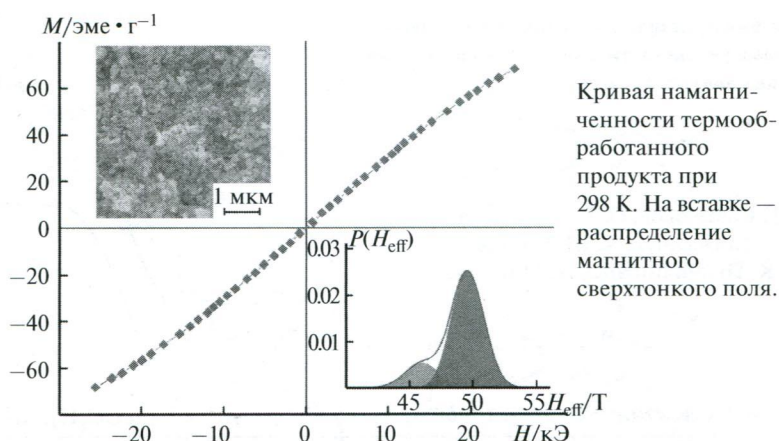 M/эме • г⁻¹
60
40
20
0
−20
−40
−60
1 мкм
P(H_eff)
0.03
0.02
0.01
45 50 55 H_eff/T
−20 −10 0 10 20 H/кЭ
Кривая намагни-
ченности термооб-
работанного
продукта при
298 К. На вставке —
распределение
магнитного
сверхтонкого поля.